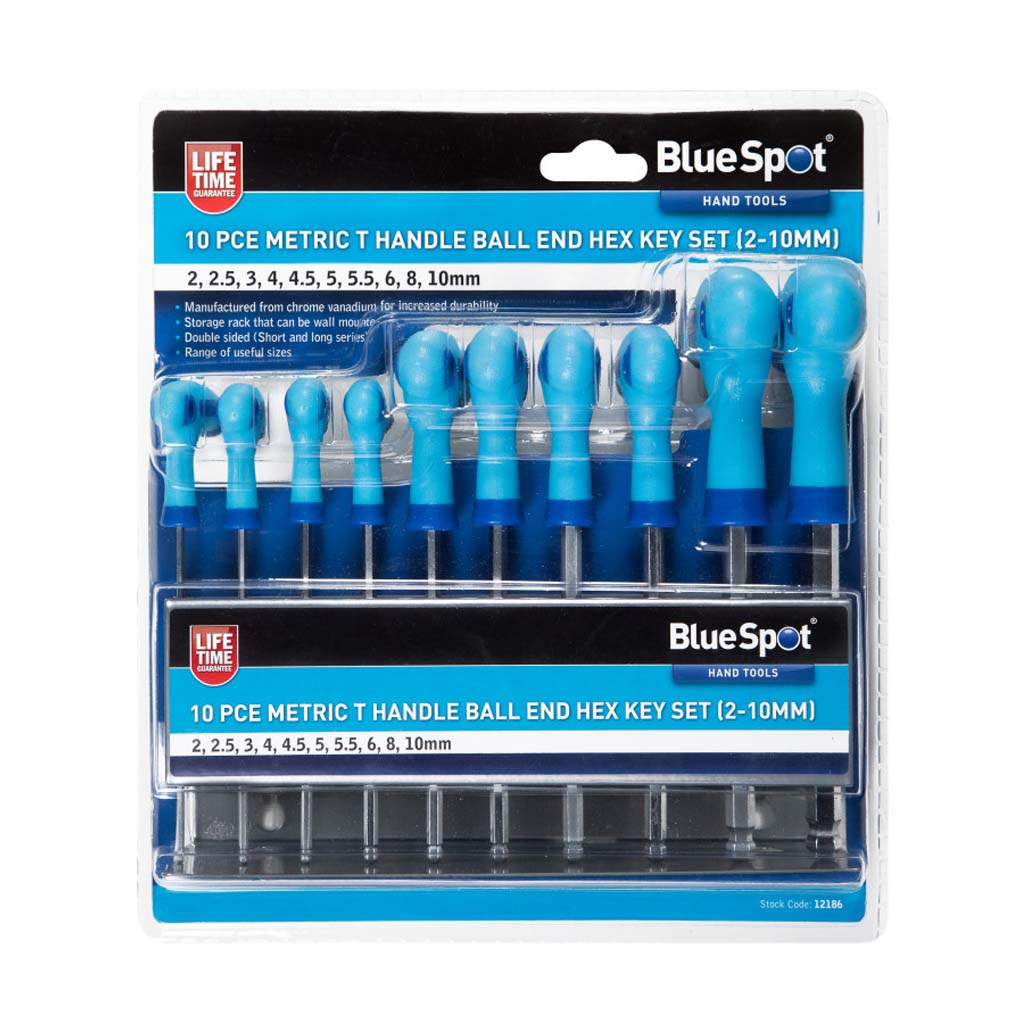 LIFE
TIME
GUARANTEE
BlueSpot®
HAND TOOLS
10 PCE METRIC T HANDLE BALL END HEX KEY SET (2-10MM)
2, 2.5, 3, 4, 4.5, 5, 5.5, 6, 8, 10mm
• Manufactured from chrome vanadium for increased durability
• Storage rack that can be wall mounte
• Double sided (Short and long series
• Range of useful sizes
LIFE
TIME
GUARANTEE
BlueSpot®
HAND TOOLS
10 PCE METRIC T HANDLE BALL END HEX KEY SET (2-10MM)
2, 2.5, 3, 4, 4.5, 5, 5.5, 6, 8, 10mm
Stock Code: 12186